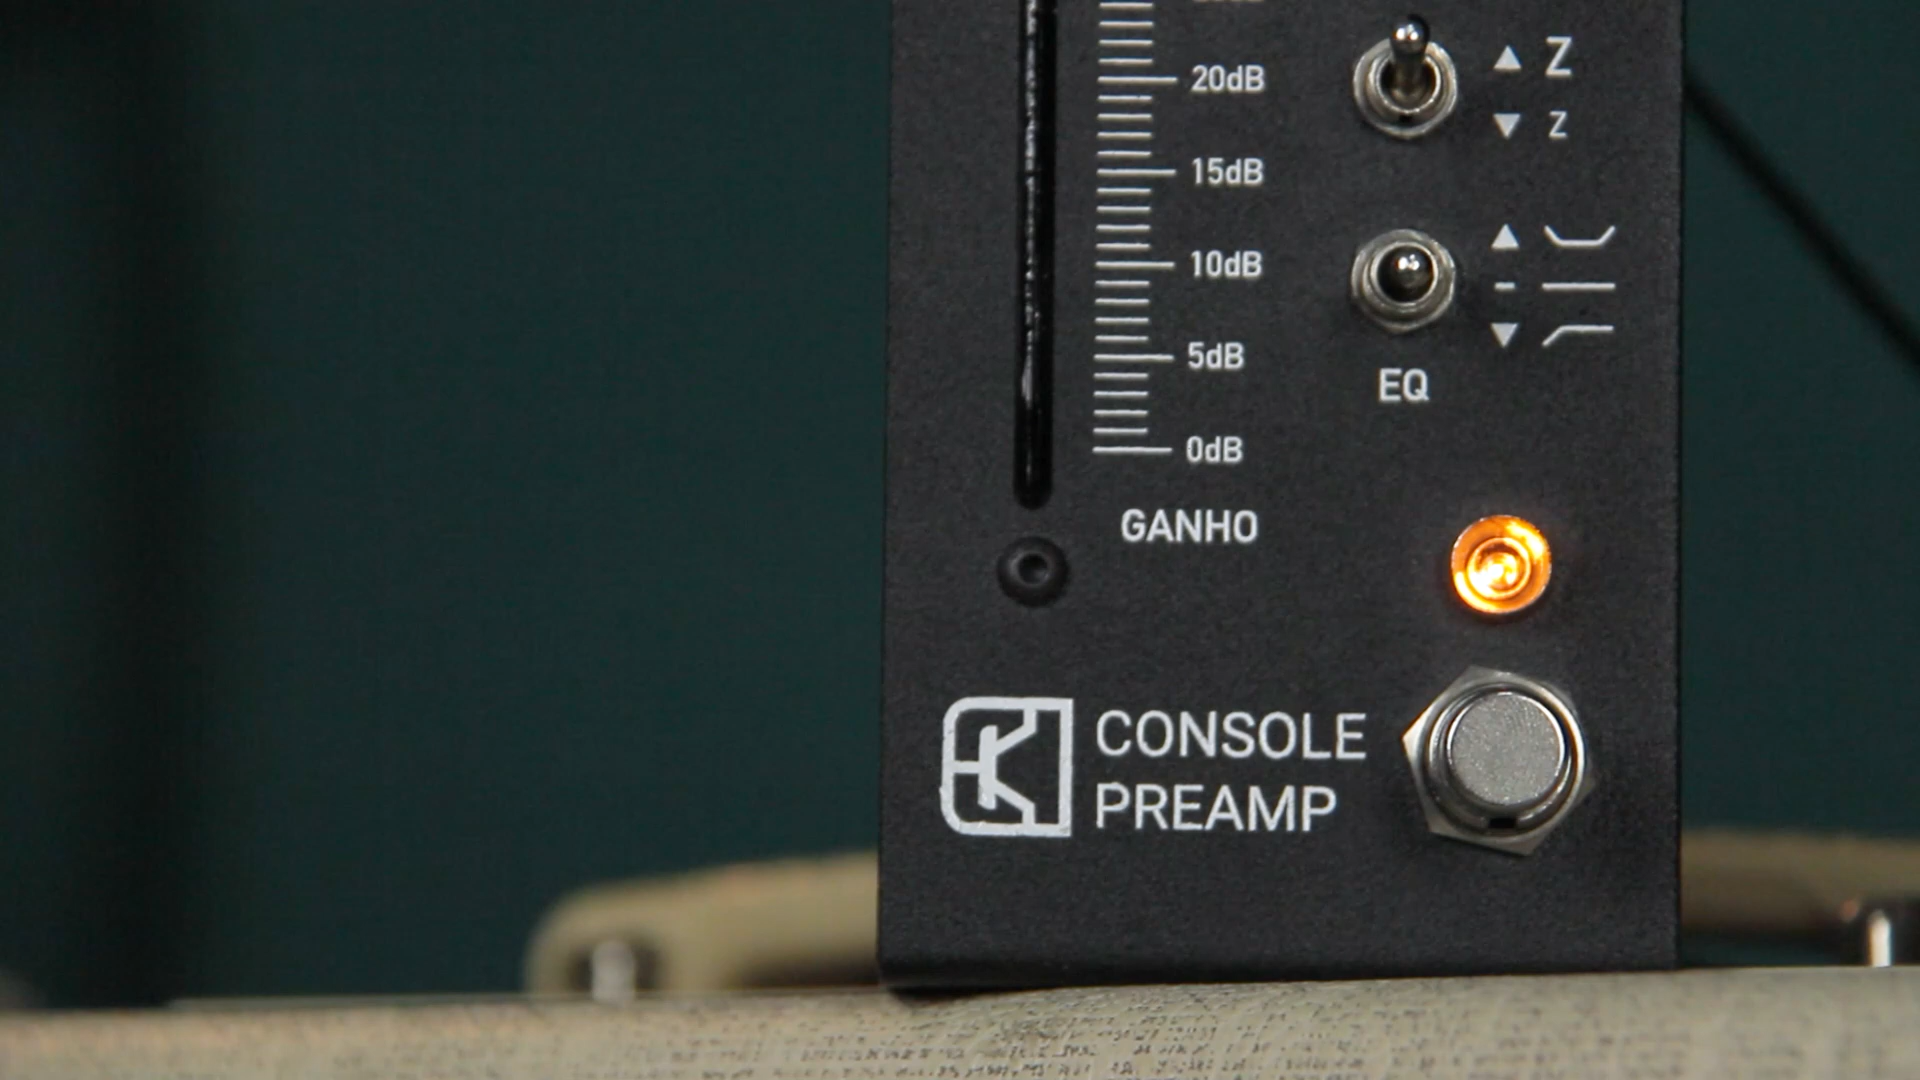 20dB
15dB
10dB
5dB
0dB
GANHO
Z
z
EQ
CONSOLE
PREAMP